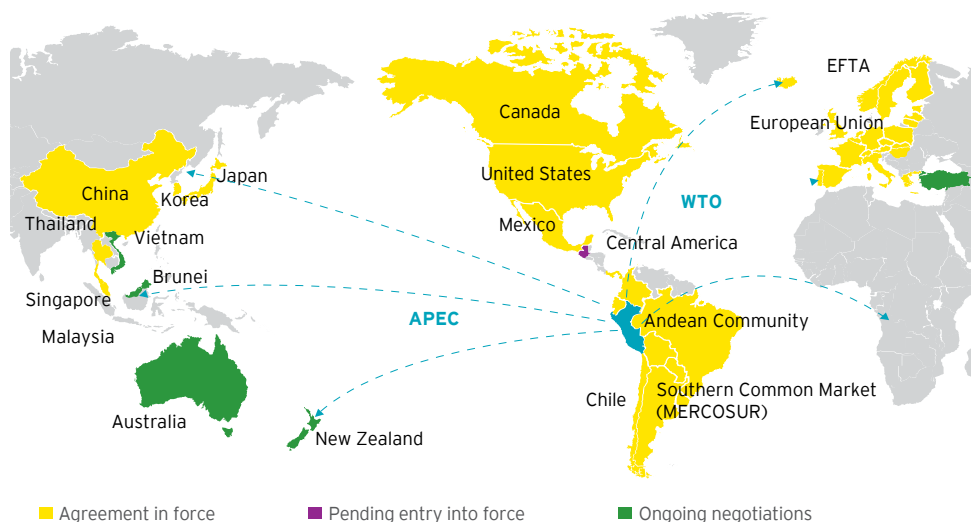 EFTA
Canada
European Union
United States
Japan
China
Korea
WTO
Mexico
Thailand
Vietnam
Central America
Brunei
Singapore
APEC
Andean Community
Malaysia
Chile
Southern Common Market
(MERCOSUR)
Australia
New Zealand
Agreement in force
Pending entry into force
Ongoing negotiations